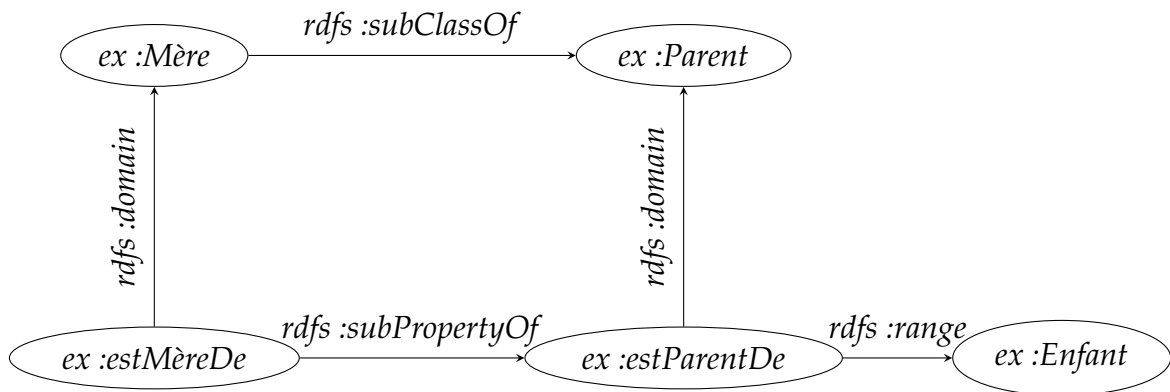 rdfs :subClassOf
ex :Mère
ex :Parent
rdfs :domain
rdfs :domain
rdfs :subPropertyOf
rdfs :range
ex :estMèreDe
ex :estParentDe
ex :Enfant